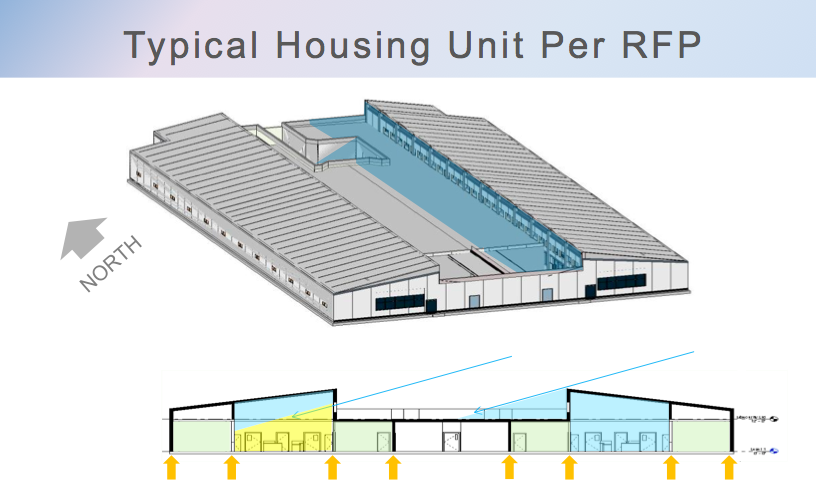 Typical Housing Unit Per RFP
NORTH